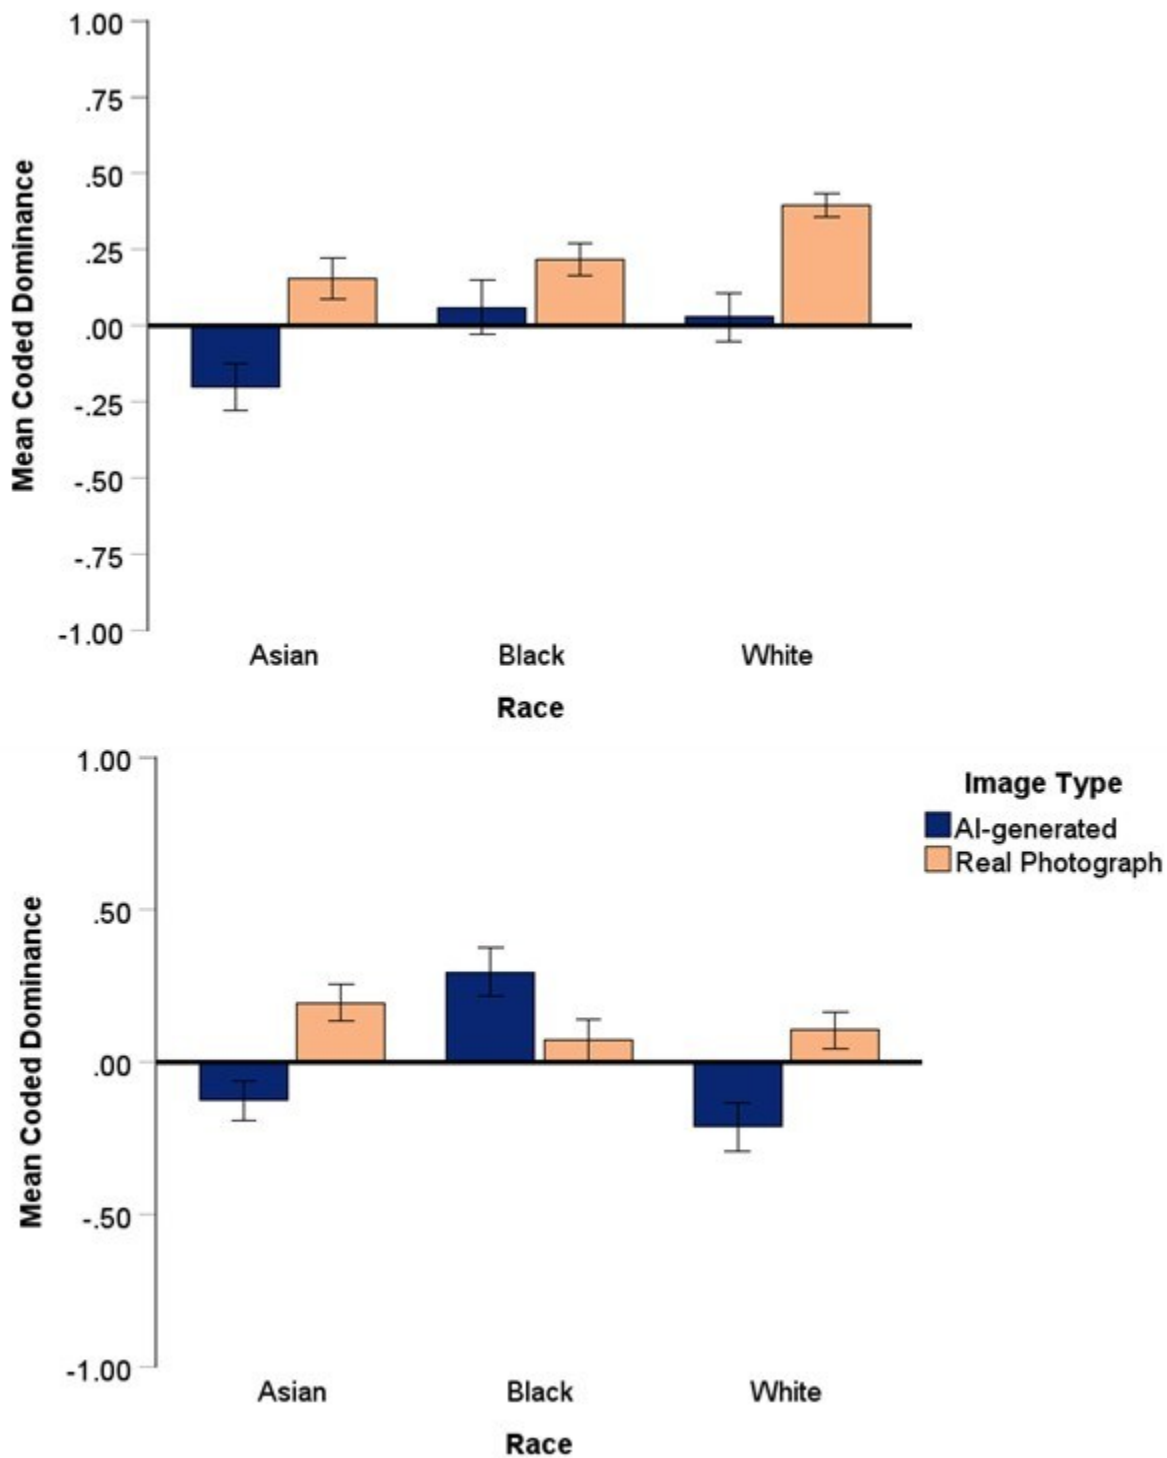 1.00
.75
.50
.25
.00
-.25
-.50
-.75
-1.00
Mean Coded Dominance
Asian Black White
Race
1.00
.50
.00
-.50
-1.00
Mean Coded Dominance
Asian Black White
Race
Image Type
AI-generated
Real Photograph